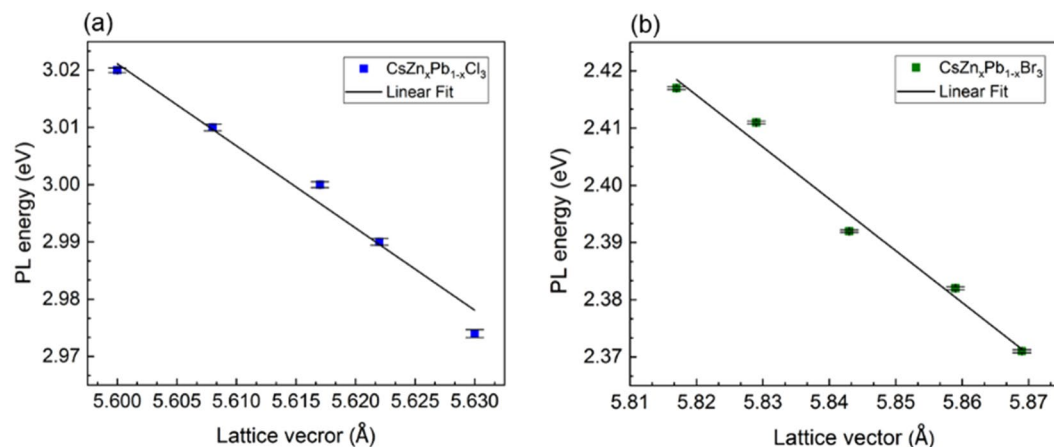 (a)
CsZnₓPb₁₋ₓCl₃
Linear Fit
3.02
3.01
3.00
2.99
2.98
2.97
PL energy (eV)
5.600 5.605 5.610 5.615 5.620 5.625 5.630
Lattice vecror (Å)
(b)
CsZnₓPb₁₋ₓBr₃
Linear Fit
2.42
2.41
2.40
2.39
2.38
2.37
PL energy (eV)
5.81 5.82 5.83 5.84 5.85 5.86 5.87
Lattice vector (Å)